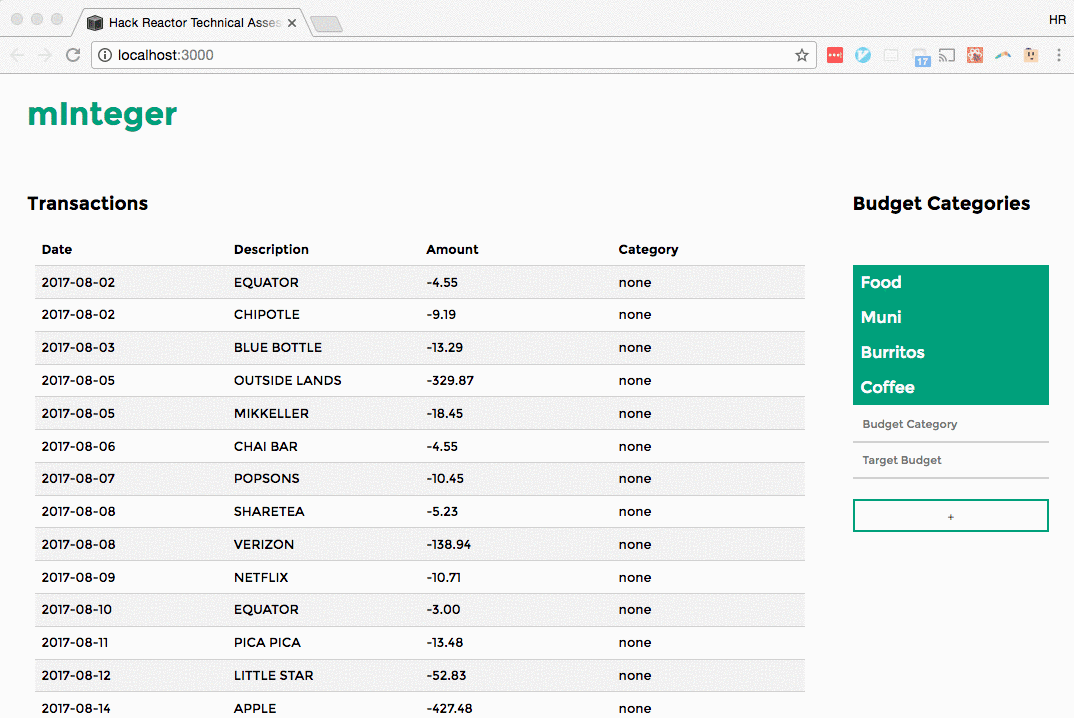 Hack Reactor Technical Asses
HR
localhost:3000
17
mInteger
Transactions
Budget Categories
Date Description Amount Category
2017-08-02 EQUATOR -4.55 none
2017-08-02 CHIPOTLE -9.19 none
2017-08-03 BLUE BOTTLE -13.29 none
2017-08-05 OUTSIDE LANDS -329.87 none
2017-08-05 MIKKELLER -18.45 none
2017-08-06 CHAI BAR -4.55 none
2017-08-07 POPSONS -10.45 none
2017-08-08 SHARETEA -5.23 none
2017-08-08 VERIZON -138.94 none
2017-08-09 NETFLIX -10.71 none
2017-08-10 EQUATOR -3.00 none
2017-08-11 PICA PICA -13.48 none
2017-08-12 LITTLE STAR -52.83 none
2017-08-14 APPLE -427.48 none
Food
Muni
Burritos
Coffee
Budget Category
Target Budget
+